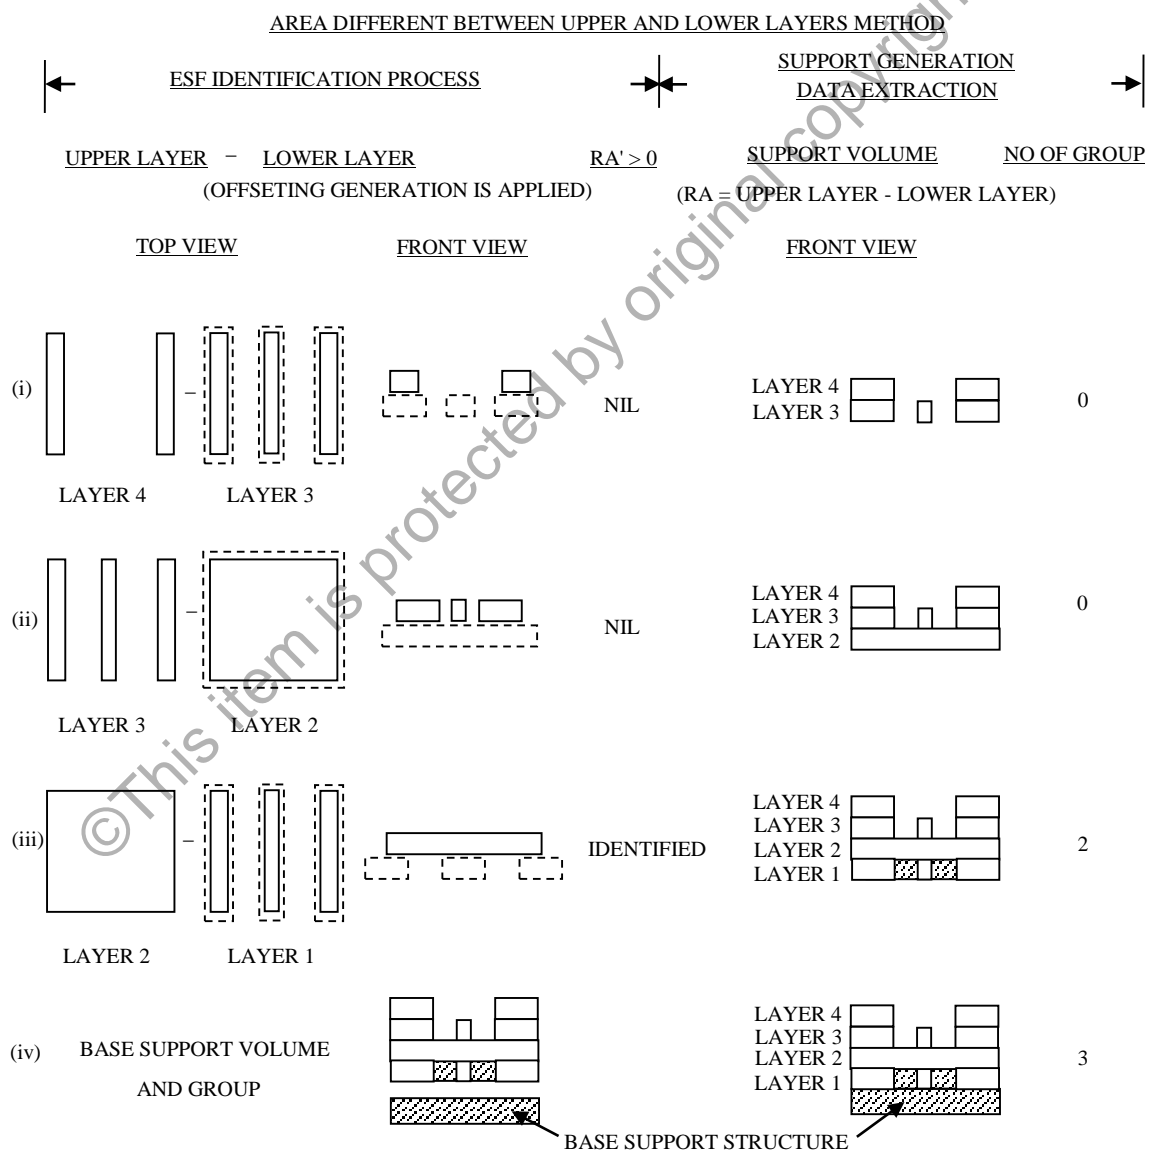 AREA DIFFERENT BETWEEN UPPER AND LOWER LAYERS METHOD
ESF IDENTIFICATION PROCESS
SUPPORT GENERATION
DATA EXTRACTION
UPPER LAYER – LOWER LAYER
RA' > 0
SUPPORT VOLUME
NO OF GROUP
(OFFSETING GENERATION IS APPLIED)
(RA = UPPER LAYER - LOWER LAYER)
TOP VIEW
FRONT VIEW
FRONT VIEW
(i)
–
NIL
LAYER 4
LAYER 3
0
LAYER 4
LAYER 3
(ii)
–
NIL
LAYER 4
LAYER 3
LAYER 2
0
LAYER 3
LAYER 2
(iii)
–
IDENTIFIED
LAYER 4
LAYER 3
LAYER 2
LAYER 1
2
LAYER 2
LAYER 1
(iv)
BASE SUPPORT VOLUME
AND GROUP
LAYER 4
LAYER 3
LAYER 2
LAYER 1
3
BASE SUPPORT STRUCTURE
©This item is protected by original copyright